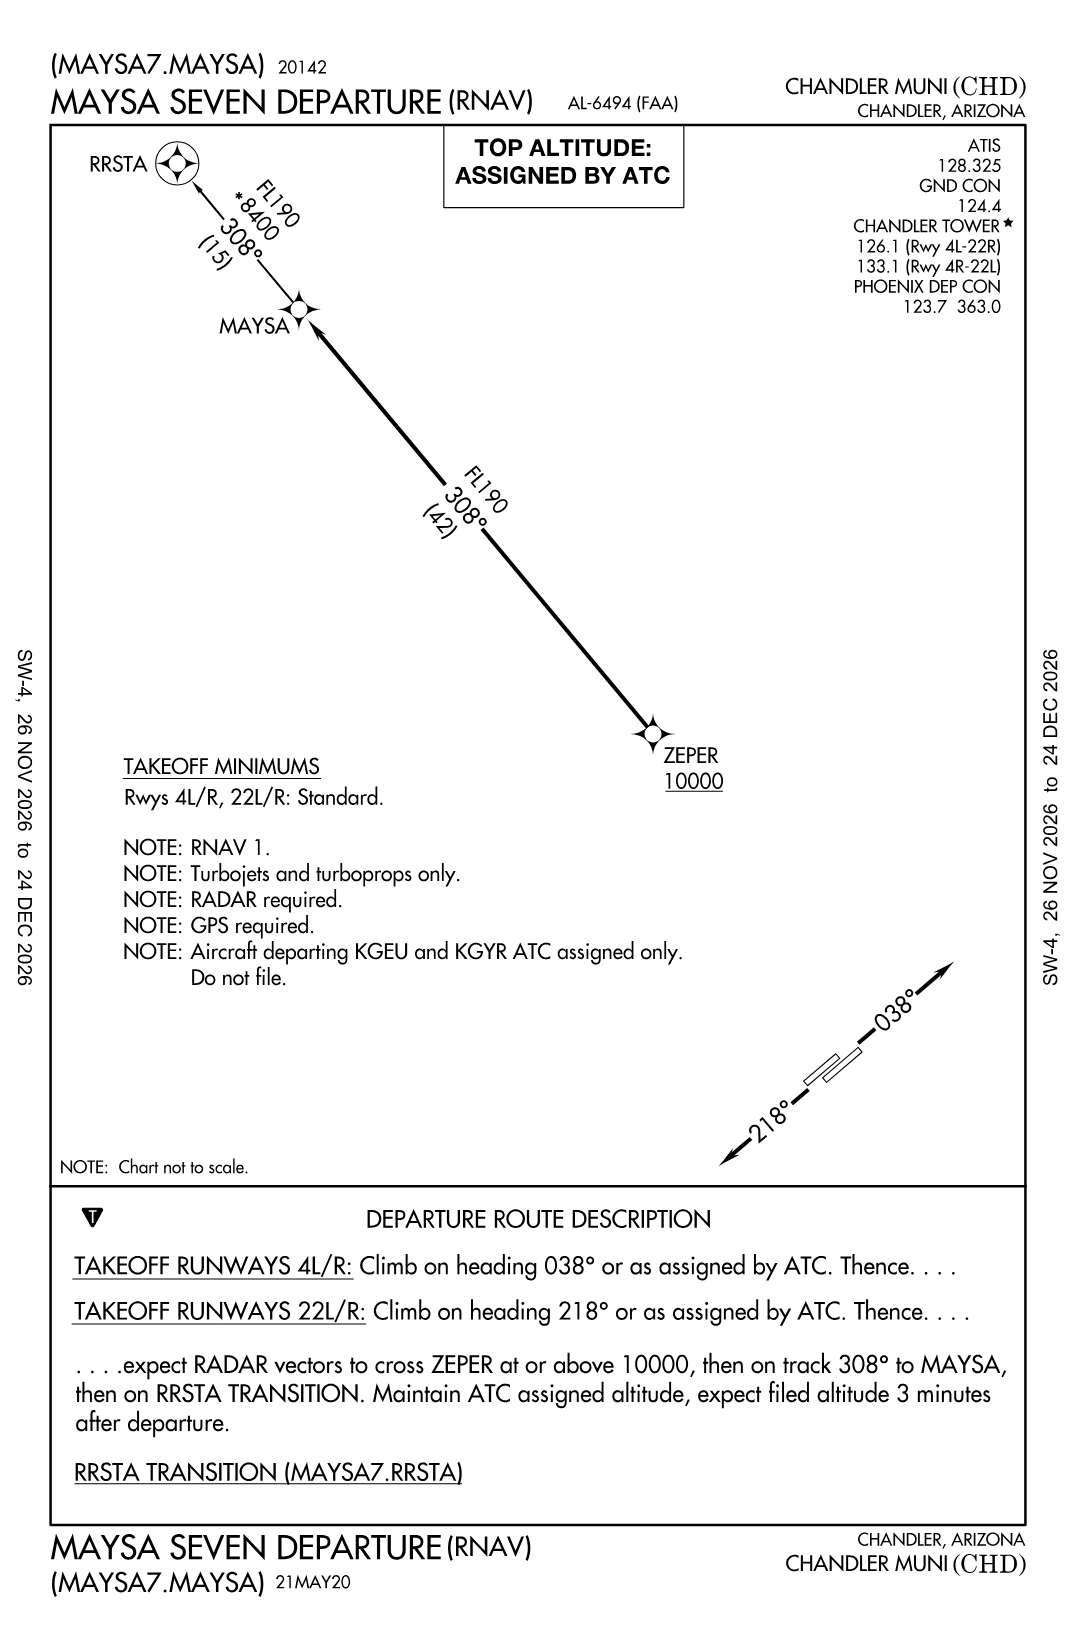 (MAYSA7.MAYSA) 20142
MAYSA SEVEN DEPARTURE (RNAV) AL-6494 (FAA)
CHANDLER MUNI (CHD)
CHANDLER, ARIZONA
TOP ALTITUDE:
ASSIGNED BY ATC
ATIS
128.325
GND CON
124.4
CHANDLER TOWER★
126.1 (Rwy 4L-22R)
133.1 (Rwy 4R-22L)
PHOENIX DEP CON
123.7 363.0
RRSTA
FL190
*8400
308°
(15)
MAYSA
FL190
308°
(42)
ZEPER
10000
TAKEOFF MINIMUMS
Rwys 4L/R, 22L/R: Standard.
NOTE: RNAV 1.
NOTE: Turbojets and turboprops only.
NOTE: RADAR required.
NOTE: GPS required.
NOTE: Aircraft departing KGEU and KGYR ATC assigned only.
Do not file.
038°
218°
NOTE: Chart not to scale.
SW-4, 26 NOV 2026 to 24 DEC 2026
SW-4, 26 NOV 2026 to 24 DEC 2026
T
DEPARTURE ROUTE DESCRIPTION
TAKEOFF RUNWAYS 4L/R: Climb on heading 038° or as assigned by ATC. Thence. . . .
TAKEOFF RUNWAYS 22L/R: Climb on heading 218° or as assigned by ATC. Thence. . . .
. . . .expect RADAR vectors to cross ZEPER at or above 10000, then on track 308° to MAYSA,
then on RRSTA TRANSITION. Maintain ATC assigned altitude, expect filed altitude 3 minutes
after departure.
RRSTA TRANSITION (MAYSA7.RRSTA)
MAYSA SEVEN DEPARTURE (RNAV)
(MAYSA7.MAYSA) 21MAY20
CHANDLER, ARIZONA
CHANDLER MUNI (CHD)